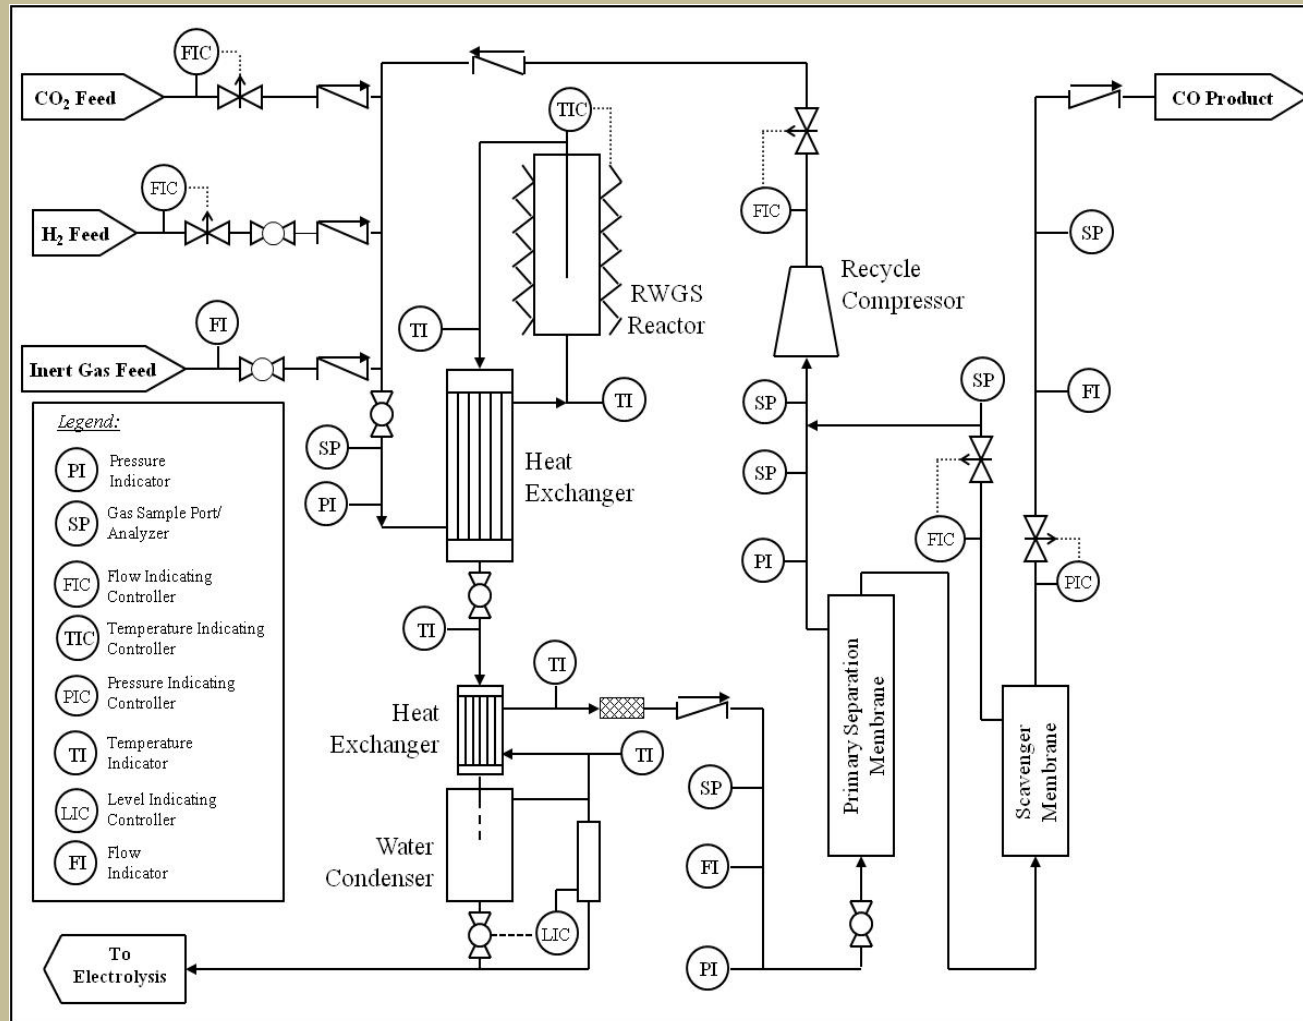 FIC
CO₂ Feed
FIC
H₂ Feed
FI
Inert Gas Feed
TIC
RWGS
Reactor
TI
TI
SP
PI
Heat
Exchanger
TI
TI
Heat
Exchanger
TI
Water
Condenser
LIC
To
Electrolysis
SP
FI
PI
FIC
Recycle
Compressor
SP
SP
PI
SP
FIC
Primary Separation
Membrane
Scavenger
Membrane
CO Product
SP
FI
PIC
Legend:
PI
Pressure
Indicator
SP
Gas Sample Port/
Analyzer
FIC
Flow Indicating
Controller
TIC
Temperature Indicating
Controller
PIC
Pressure Indicating
Controller
TI
Temperature
Indicator
LIC
Level Indicating
Controller
FI
Flow
Indicator